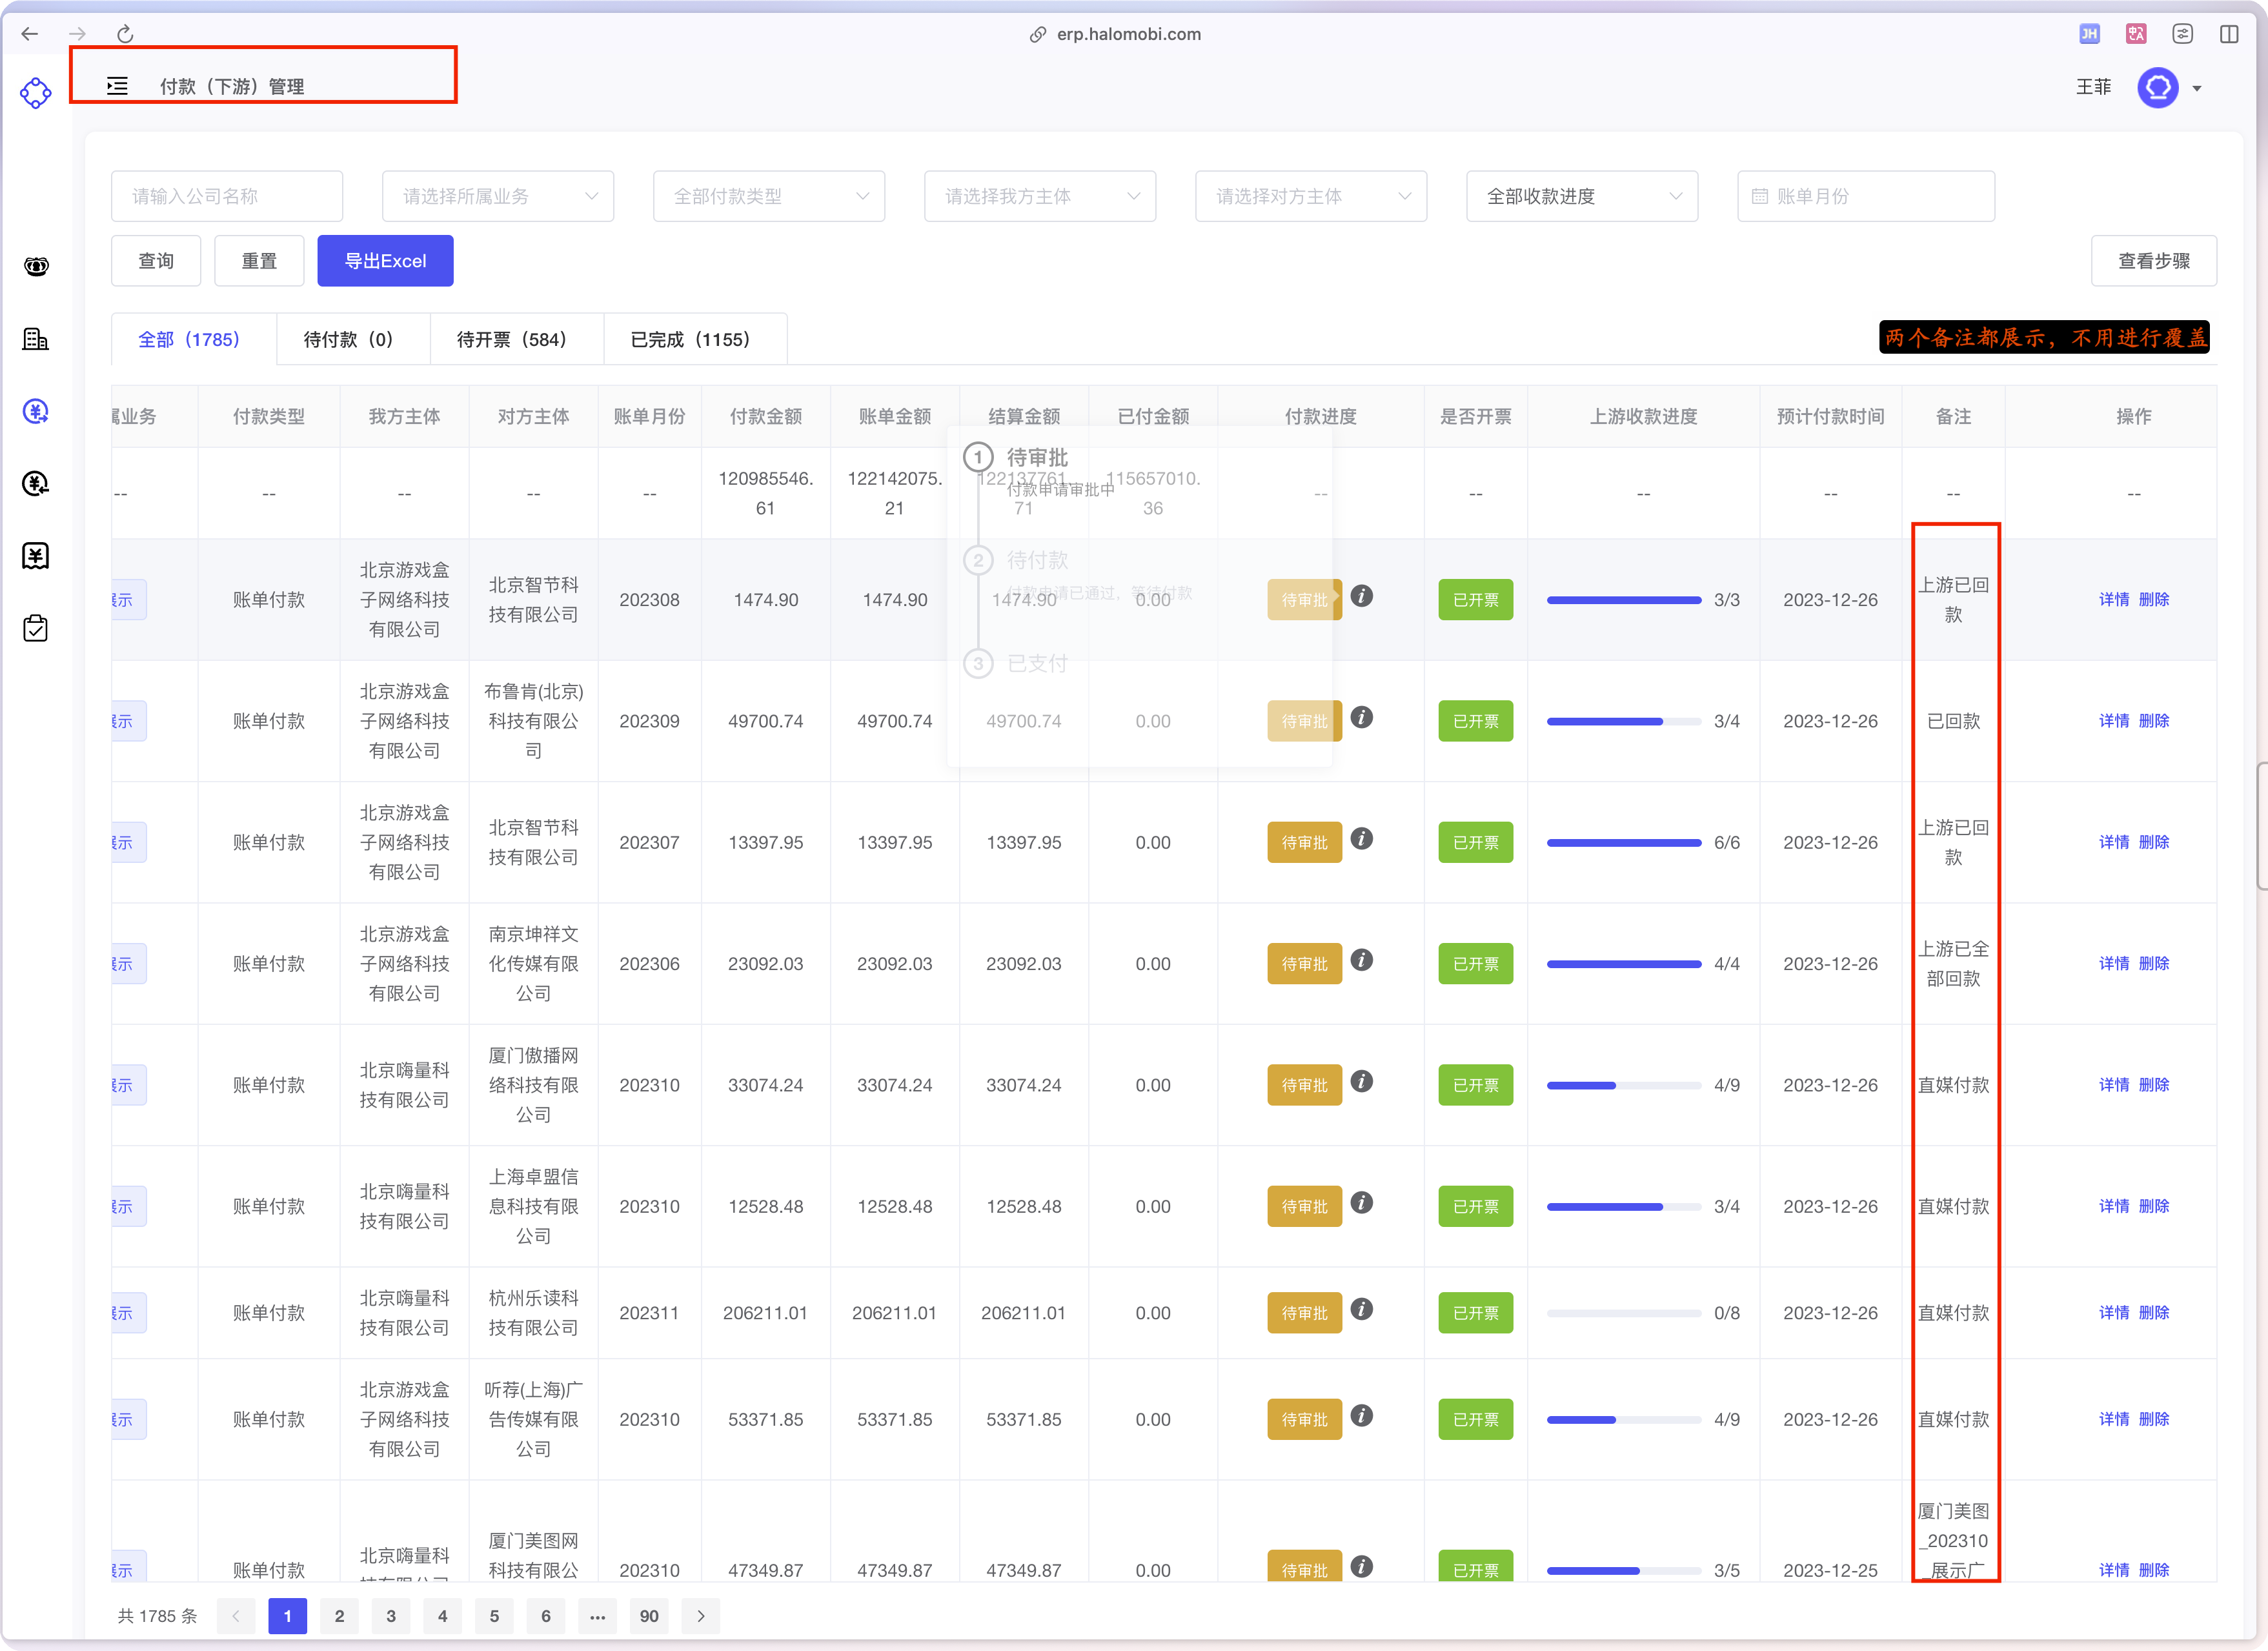 erp.halomobi.com
JH
付款（下游）管理
王菲
请输入公司名称
请选择所属业务
全部付款类型
请选择我方主体
请选择对方主体
全部收款进度
账单月份
查询
重置
导出Excel
查看步骤
全部（1785）
待付款（0）
待开票（584）
已完成（1155）
两个备注都展示，不用进行覆盖
业务 付款类型 我方主体 对方主体 账单月份 付款金额 账单金额 结算金额 已付金额 付款进度 是否开票 上游收款进度 预计付款时间 备注 操作
-- -- -- -- -- 120985546. 122142075. 122137761. 115657010. -- -- -- -- -- --
61 21 71 36
1 待审批
付款申请审批中
2 待付款
付款申请已通过，等待付款
3 已支付
示 账单付款 北京游戏盒 北京智节科 202308 1474.90 1474.90 1474.90 0.00 待审批 已开票 3/3 2023-12-26 上游已回 详情 删除
子网络科技 技有限公司 款
有限公司
示 账单付款 北京游戏盒 布鲁肯(北京) 202309 49700.74 49700.74 49700.74 0.00 待审批 已开票 3/4 2023-12-26 已回款 详情 删除
子网络科技 科技有限公
有限公司 司
示 账单付款 北京游戏盒 北京智节科 202307 13397.95 13397.95 13397.95 0.00 待审批 已开票 6/6 2023-12-26 上游已回 详情 删除
子网络科技 技有限公司 款
有限公司
示 账单付款 北京游戏盒 南京坤祥文 202306 23092.03 23092.03 23092.03 0.00 待审批 已开票 4/4 2023-12-26 上游已全 详情 删除
子网络科技 化传媒有限 部回款
有限公司 公司
示 账单付款 北京嗨量科 厦门傲播网 202310 33074.24 33074.24 33074.24 0.00 待审批 已开票 4/9 2023-12-26 直媒付款 详情 删除
技有限公司 络科技有限
公司
示 账单付款 北京嗨量科 上海卓盟信 202310 12528.48 12528.48 12528.48 0.00 待审批 已开票 3/4 2023-12-26 直媒付款 详情 删除
技有限公司 息科技有限
公司
示 账单付款 北京嗨量科 杭州乐读科 202311 206211.01 206211.01 206211.01 0.00 待审批 已开票 0/8 2023-12-26 直媒付款 详情 删除
技有限公司 技有限公司
示 账单付款 北京游戏盒 听荐(上海)广 202310 53371.85 53371.85 53371.85 0.00 待审批 已开票 4/9 2023-12-26 直媒付款 详情 删除
子网络科技 告传媒有限
有限公司 公司
示 账单付款 北京嗨量科 厦门美图网 202310 47349.87 47349.87 47349.87 0.00 待审批 已开票 3/5 2023-12-25 厦门美图 详情 删除
科技有限公 _202310
_展示广
共 1785 条 1 2 3 4 5 6 ... 90